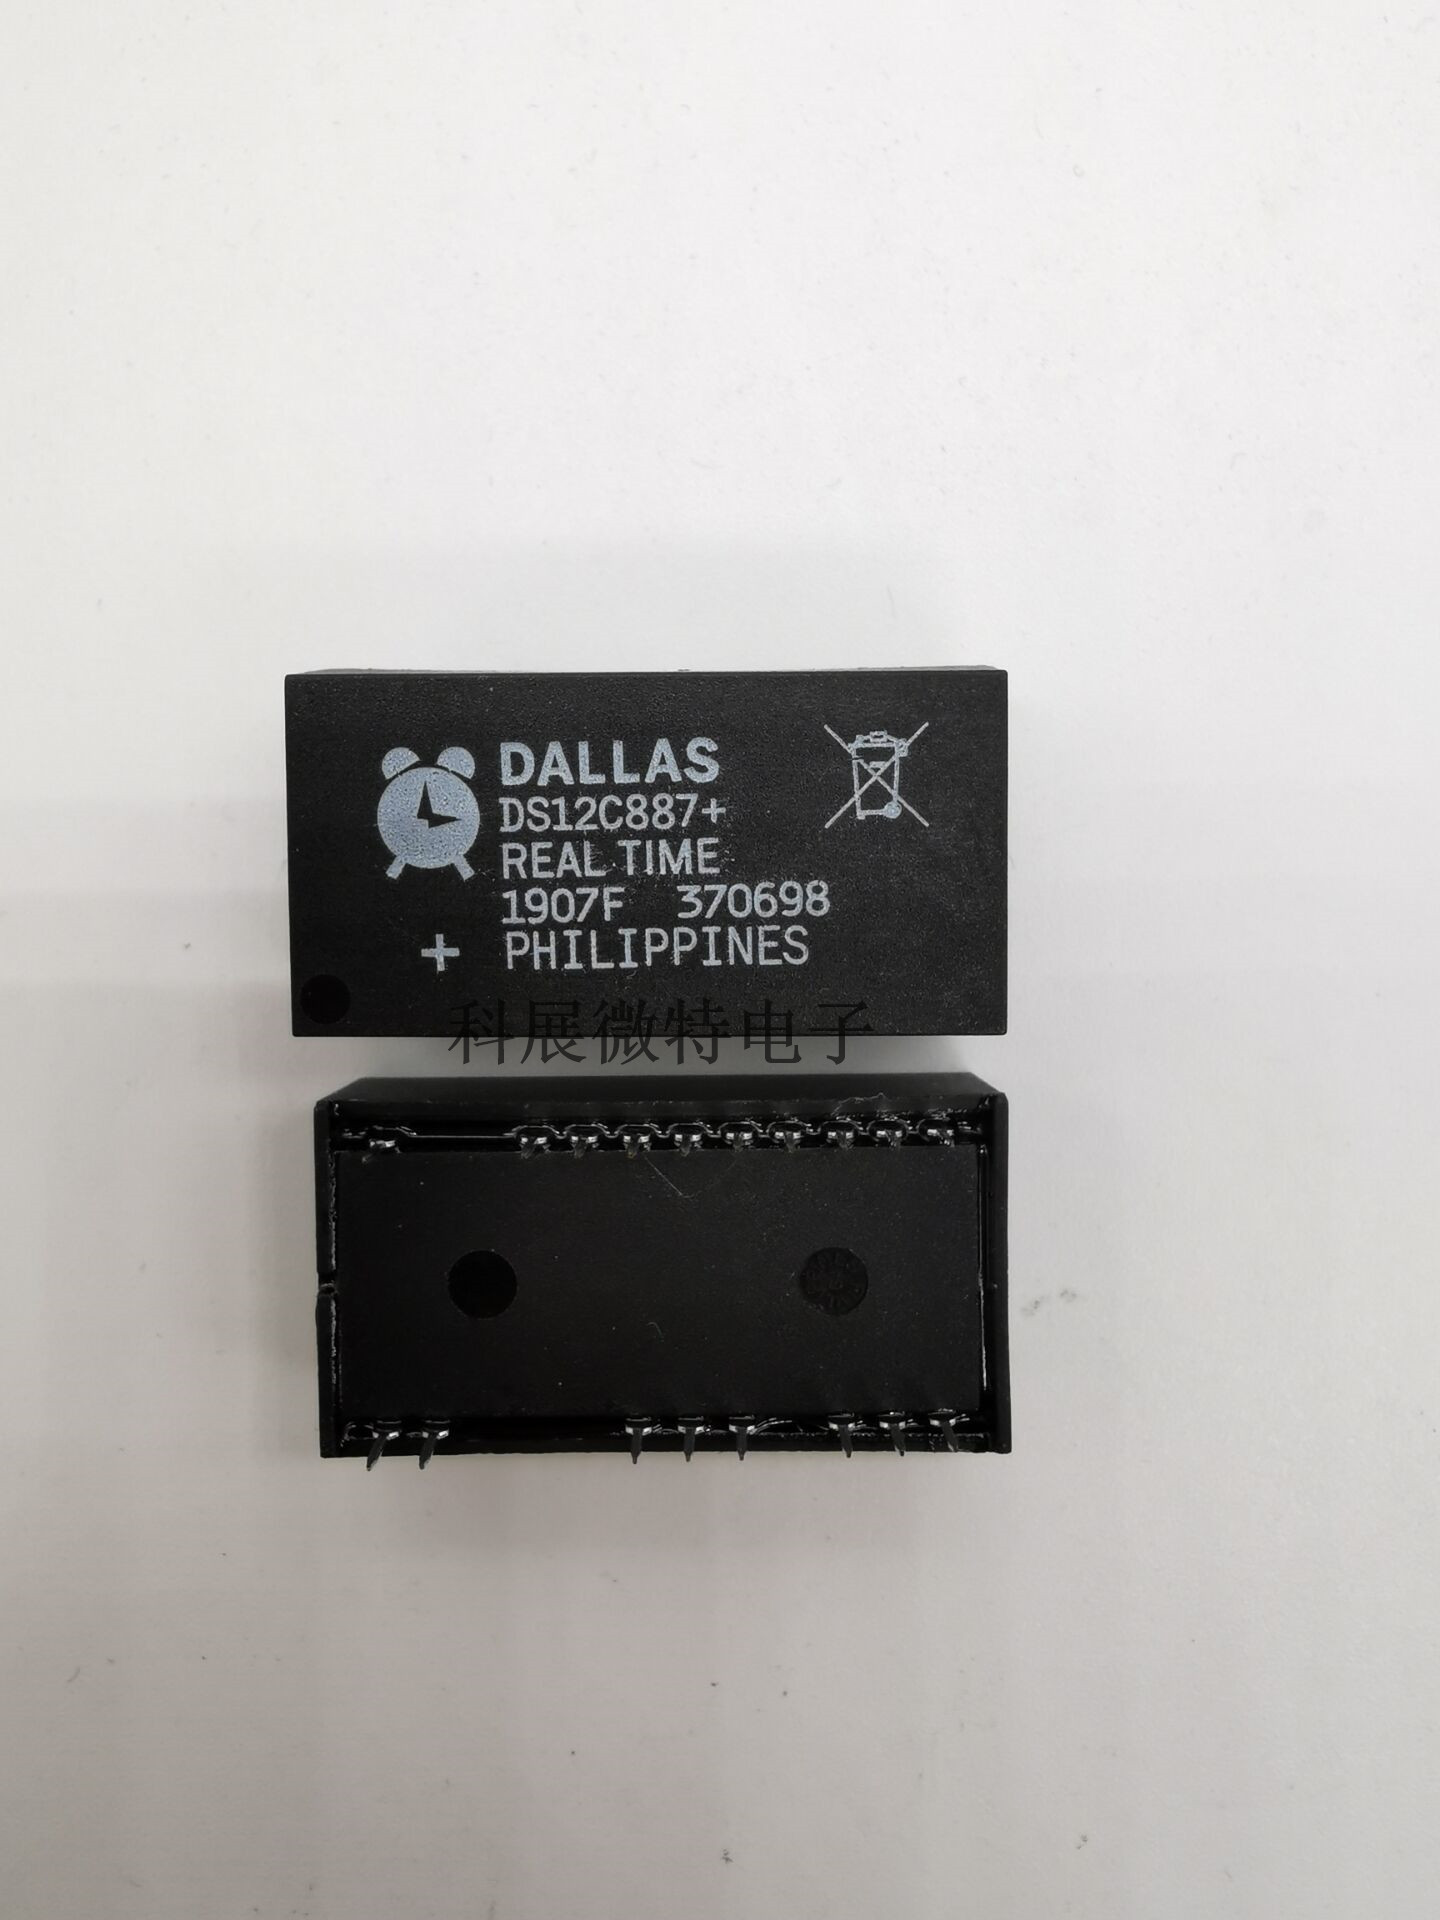 DALLAS
DS12C887+
REAL TIME
1907F 370698
+ PHILIPPINES
科展微特电子